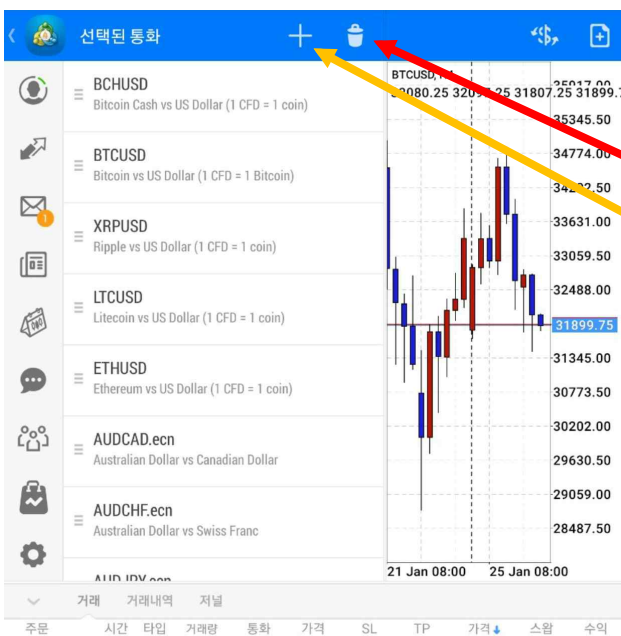 선택된 통화
BCHUSD
Bitcoin Cash vs US Dollar (1 CFD = 1 coin)
BTCUSD
Bitcoin vs US Dollar (1 CFD = 1 Bitcoin)
XRPUSD
Ripple vs US Dollar (1 CFD = 1 coin)
LTCUSD
Litecoin vs US Dollar (1 CFD = 1 coin)
ETHUSD
Ethereum vs US Dollar (1 CFD = 1 coin)
AUDCAD.ecn
Australian Dollar vs Canadian Dollar
AUDCHF.ecn
Australian Dollar vs Swiss Franc
1
BTCUSD,
31807.25 31899.
35345.50
34774.00
33631.00
33059.50
32488.00
31899.75
31345.00
30773.50
30202.00
29630.50
29059.00
28487.50
21 Jan 08:00 25 Jan 08:00
거래 거래내역 저널
주문 시간 타입 거래량 통화 가격 SL TP 가격 스왑 수익